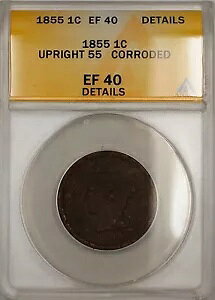 1855 1C EF 40 DETAILS
1855 1C
UPRIGHT 55 CORRODED
EF 40
DETAILS